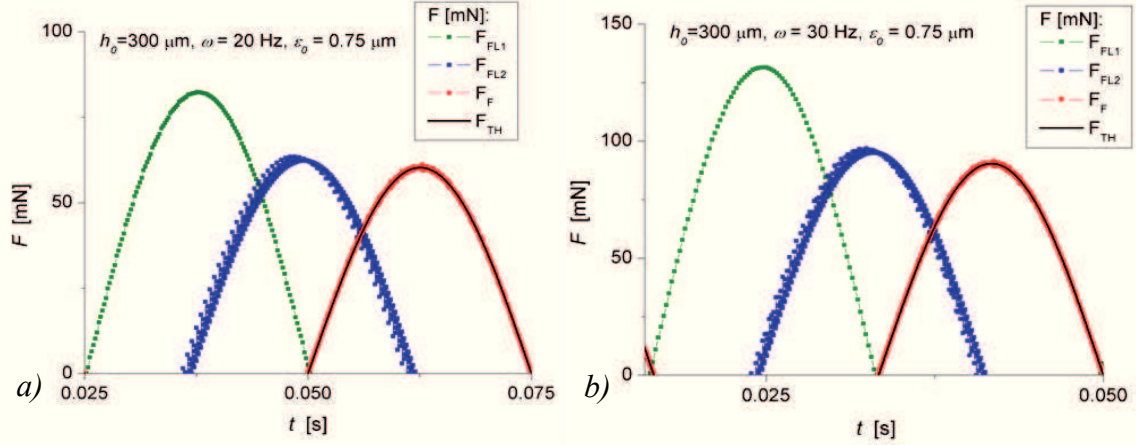 100
h₀=300 μm, ω = 20 Hz, ε₀ = 0.75 μm
F [mN]:
F_FL1
F_FL2
F_F
F_TH
50
F [mN]
0
0.025
0.050
0.075
t [s]
a)
150
h₀=300 μm, ω = 30 Hz, ε₀ = 0.75 μm
F [mN]:
F_FL1
F_FL2
F_F
F_TH
100
50
F [mN]
0
0.025
0.050
t [s]
b)